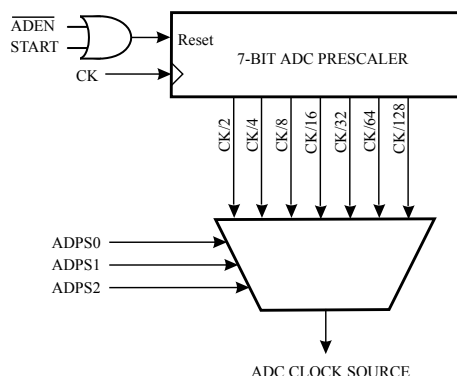 ADEN
START
Reset
CK
7-BIT ADC PRESCALER
CK/2
CK/4
CK/8
CK/16
CK/32
CK/64
CK/128
ADPS0
ADPS1
ADPS2
ADC CLOCK SOURCE